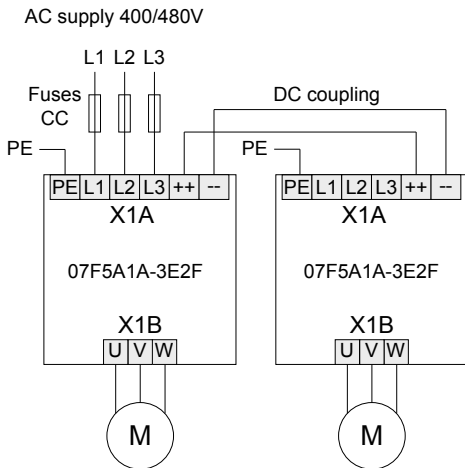 AC supply 400/480V
L1 L2 L3
Fuses CC DC coupling
PE PE
PE L1 L2 L3 ++ -- PE L1 L2 L3 ++ --
X1A X1A
07F5A1A-3E2F 07F5A1A-3E2F
X1B X1B
U V W U V W
M M